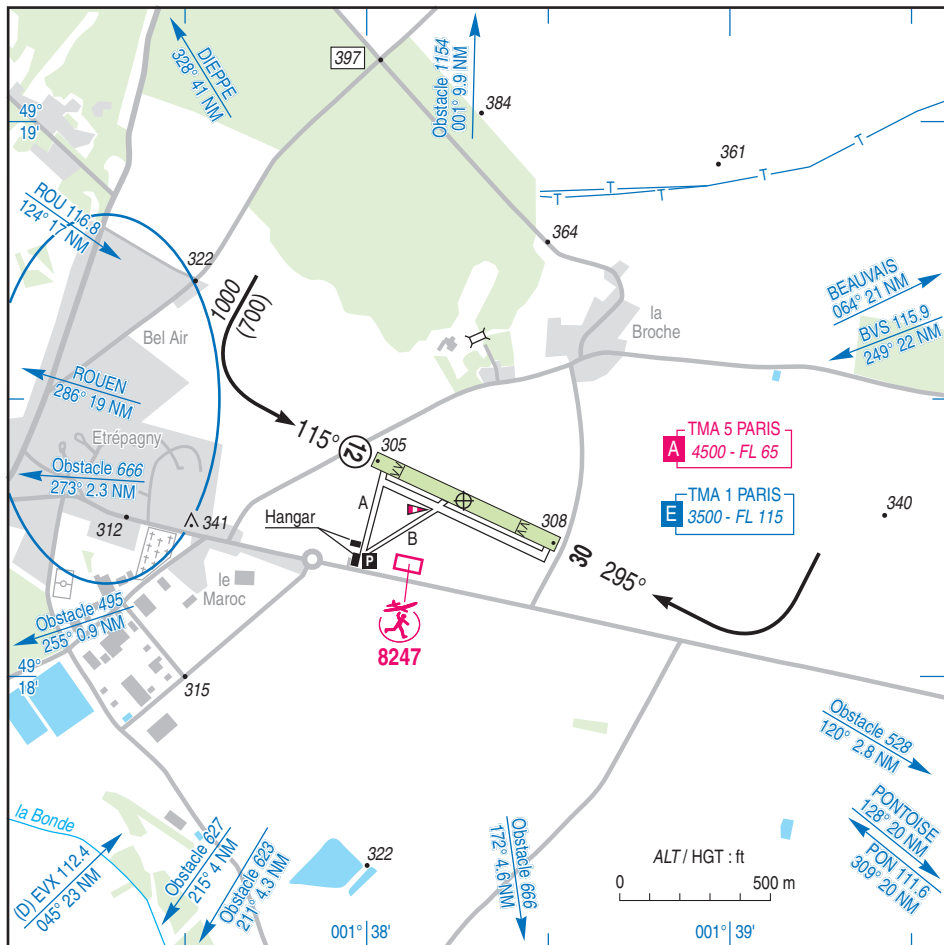 DIEPPE
328° 41 NM
397
Obstacle 1154
001° 9.9 NM
384
49°
19'
361
T
T
T
T
T
T
ROU 116.8
124° 17 NM
322
364
1000
(700)
BEAUVAIS
064° 21 NM
BVS 115.9
249° 22 NM
la
Broche
Bel Air
ROUEN
286° 19 NM
Etrépagny
115°
12
305
TMA 5 PARIS
A
4500 - FL 65
Obstacle 666
273° 2.3 NM
TMA 1 PARIS
E
3500 - FL 115
A
312
341
Hangar
B
308
340
P
30
295°
le
Maroc
8247
Obstacle 495
255° 0.9 NM
49°
18'
315
Obstacle 528
120° 2.8 NM
la Bonde
(D) EVX 112.4
045° 23 NM
Obstacle 627
215° 4 NM
Obstacle 623
211° 4.3 NM
322
Obstacle 666
172° 4.6 NM
PONTOISE
128° 20 NM
PON 111.6
309° 20 NM
ALT / HGT : ft
0
500 m
001° 38'
001° 39'